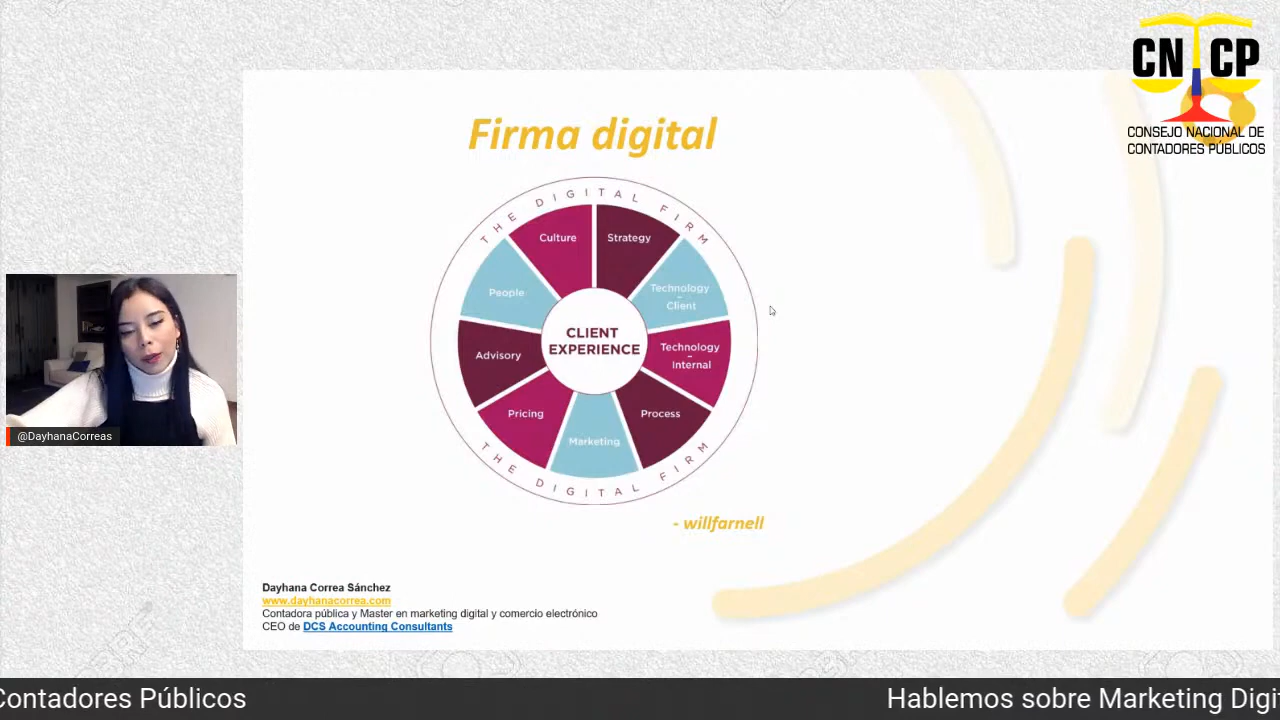 CNCP
CONSEJO NACIONAL DE
CONTADORES PÚBLICOS
Firma digital
THE DIGITAL FIRM
Culture
Strategy
People
Technology
-
Client
CLIENT
EXPERIENCE
Advisory
Technology
-
Internal
Pricing
Process
Marketing
THE DIGITAL FIRM
- willfarnell
@DayhanaCorreas
Dayhana Correa Sánchez
www.dayhanacorrea.com
Contadora pública y Master en marketing digital y comercio electrónico
CEO de DCS Accounting Consultants
Contadores Públicos
Hablemos sobre Marketing Digit